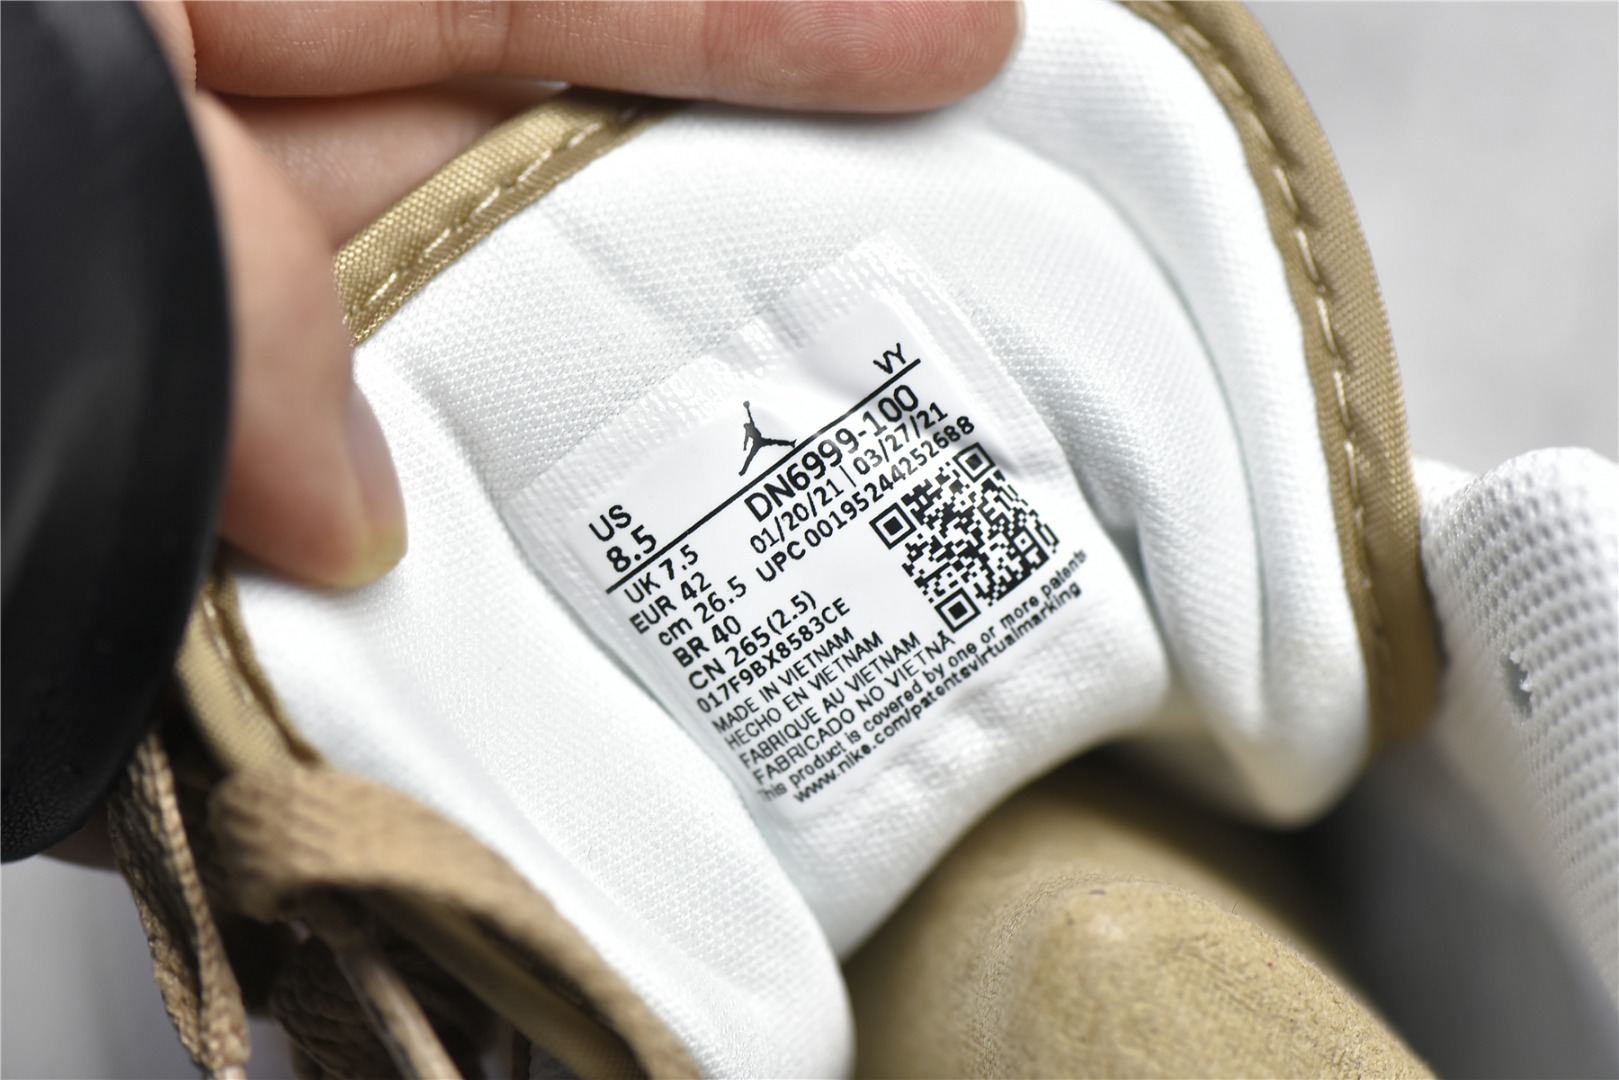 VY
US
8.5
DN6999-100
01/20/21 | 03/27/21
UPC 00195244252688
UK 7.5
EUR 42
cm 26.5
BR 40
CN 265 (2.5)
017F9BX8583CE
MADE IN VIETNAM
HECHO EN VIETNAM
FABRIQUE AU VIETNAM
FABRICADO NO VIETNÃ
This product is covered by one or more patents
www.nike.com/patentsvirtualmarking